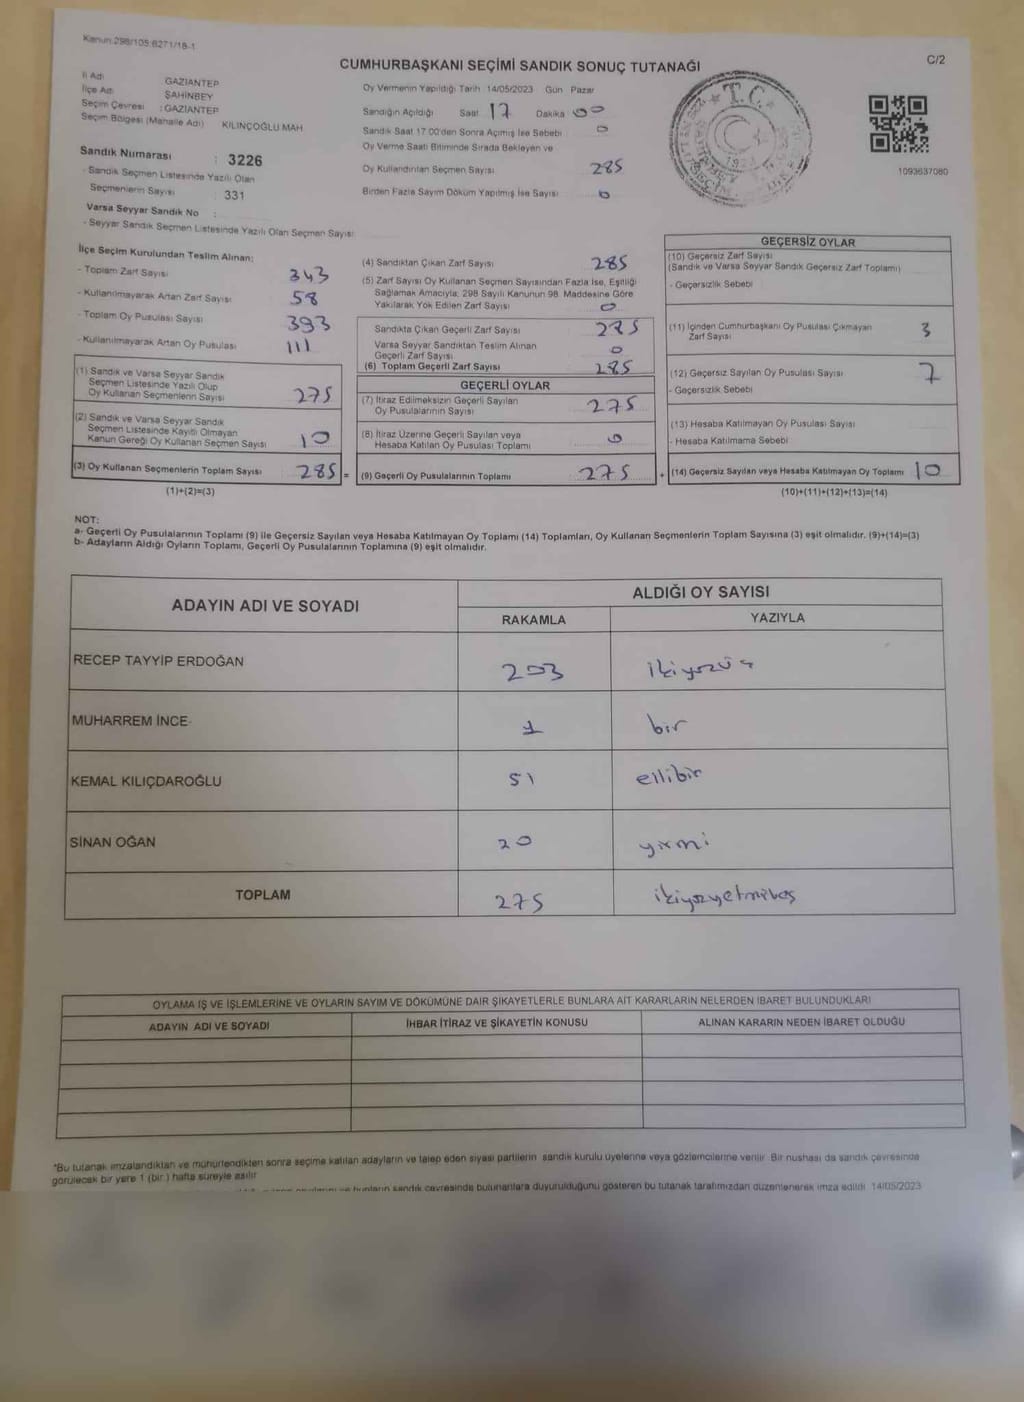 Kanun:298/105;6271/18-1
C/2
CUMHURBAŞKANI SEÇİMİ SANDIK SONUÇ TUTANAĞI
İl Adı GAZİANTEP
İlçe Adı ŞAHİNBEY
Seçim Çevresi : GAZİANTEP
Seçim Bölgesi (Mahalle Adı) KILINÇOĞLU MAH.
Sandık Numarası : 3226
- Sandık Seçmen Listesinde Yazılı Olan
Seçmenlerin Sayısı : 331
Varsa Seyyar Sandık No :
- Seyyar Sandık Seçmen Listesinde Yazılı Olan Seçmen Sayısı
Oy Vermenin Yapıldığı Tarih 14/05/2023 Gün Pazar
Sandığın Açıldığı Saat 17 Dakika 00
Sandık Saat 17:00'den Sonra Açılmış İse Sebebi 0
Oy Verme Saati Bitiminde Sırada Bekleyen ve
Oy Kullandırılan Seçmen Sayısı 285
Birden Fazla Sayım Döküm Yapılmış İse Sayısı 0
T.C.
1093637080
İlçe Seçim Kurulundan Teslim Alınan:
- Toplam Zarf Sayısı 343
- Kullanılmayarak Artan Zarf Sayısı 58
- Toplam Oy Pusulası Sayısı 393
- Kullanılmayarak Artan Oy Pusulası 111
(1) Sandık ve Varsa Seyyar Sandık
Seçmen Listesinde Yazılı Olup
Oy Kullanan Seçmenlerin Sayısı 275
(2) Sandık ve Varsa Seyyar Sandık
Seçmen Listesinde Kayıtlı Olmayan
Kanun Gereği Oy Kullanan Seçmen Sayısı 10
(3) Oy Kullanan Seçmenlerin Toplam Sayısı 285 =
(1)+(2)=(3)
(4) Sandıktan Çıkan Zarf Sayısı 285
(5) Zarf Sayısı Oy Kullanan Seçmen Sayısından Fazla İse, Eşitliği
Sağlamak Amacıyla; 298 Sayılı Kanunun 98. Maddesine Göre
Yakılarak Yok Edilen Zarf Sayısı 0
Sandıkta Çıkan Geçerli Zarf Sayısı 275
Varsa Seyyar Sandıktan Teslim Alınan
Geçerli Zarf Sayısı 0
(6) Toplam Geçerli Zarf Sayısı 285
GEÇERLİ OYLAR
(7) İtiraz Edilmeksizin Geçerli Sayılan
Oy Pusulalarının Sayısı 275
(8) İtiraz Üzerine Geçerli Sayılan veya
Hesaba Katılan Oy Pusulası Toplamı 0
(9) Geçerli Oy Pusulalarının Toplamı 275 +
GEÇERSİZ OYLAR
(10) Geçersiz Zarf Sayısı
(Sandık ve Varsa Seyyar Sandık Geçersiz Zarf Toplamı)
- Geçersizlik Sebebi
(11) İçinden Cumhurbaşkanı Oy Pusulası Çıkmayan
Zarf Sayısı 3
(12) Geçersiz Sayılan Oy Pusulası Sayısı 7
- Geçersizlik Sebebi
(13) Hesaba Katılmayan Oy Pusulası Sayısı
- Hesaba Katılmama Sebebi
(14) Geçersiz Sayılan veya Hesaba Katılmayan Oy Toplamı 10
(10)+(11)+(12)+(13)=(14)
NOT:
a- Geçerli Oy Pusulalarının Toplamı (9) ile Geçersiz Sayılan veya Hesaba Katılmayan Oy Toplamı (14) Toplamları, Oy Kullanan Seçmenlerin Toplam Sayısına (3) eşit olmalıdır. (9)+(14)=(3)
b- Adayların Aldığı Oyların Toplamı, Geçerli Oy Pusulalarının Toplamına (9) eşit olmalıdır.
ADAYIN ADI VE SOYADI
ALDIĞI OY SAYISI
RAKAMLA YAZIYLA
RECEP TAYYİP ERDOĞAN 203 ikiyüzüç
MUHARREM İNCE 1 bir
KEMAL KILIÇDAROĞLU 51 ellibir
SİNAN OĞAN 20 yirmi
TOPLAM 275 ikiyüzyetmibeş
OYLAMA İŞ VE İŞLEMLERİNE VE OYLARIN SAYIM VE DÖKÜMÜNE DAİR ŞİKAYETLERLE BUNLARA AİT KARARLARIN NELERDEN İBARET BULUNDUKLARI
ADAYIN ADI VE SOYADI İHBAR İTİRAZ VE ŞİKAYETİN KONUSU ALINAN KARARIN NEDEN İBARET OLDUĞU
*Bu tutanak imzalandıktan ve mühürlendikten sonra seçime katılan adayların ve talep eden siyasi partilerin sandık kurulu üyelerine veya gözlemcilerine verilir. Bir nushası da sandık çevresinde
görülecek bir yere 1 (bir ) hafta süreyle asılır
sandık çevresinde bulunanlara duyurulduğunu gösteren bu tutanak tarafımızdan düzenlenerek imza edildi. 14/05/2023